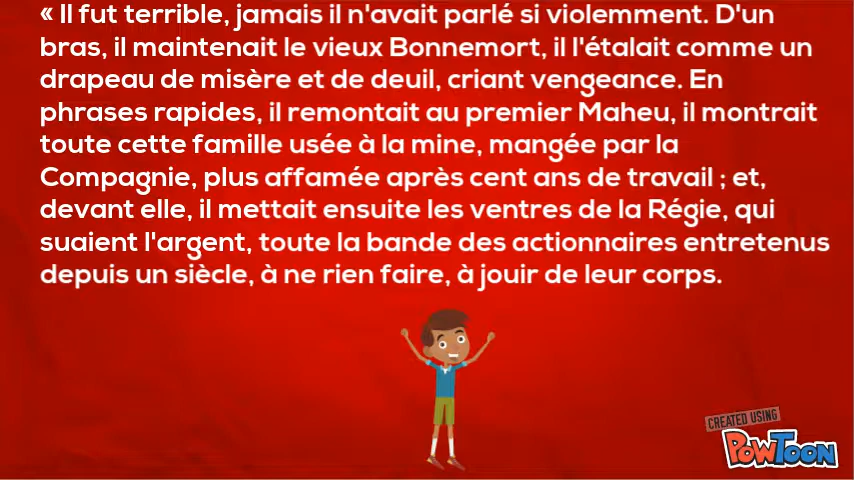 « Il fut terrible, jamais il n'avait parlé si violemment. D'un
bras, il maintenait le vieux Bonnemort, il l'étalait comme un
drapeau de misère et de deuil, criant vengeance. En
phrases rapides, il remontait au premier Maheu, il montrait
toute cette famille usée à la mine, mangée par la
Compagnie, plus affamée après cent ans de travail ; et,
devant elle, il mettait ensuite les ventres de la Régie, qui
suaient l'argent, toute la bande des actionnaires entretenus
depuis un siècle, à ne rien faire, à jouir de leur corps.
CREATED USING
POWTOON